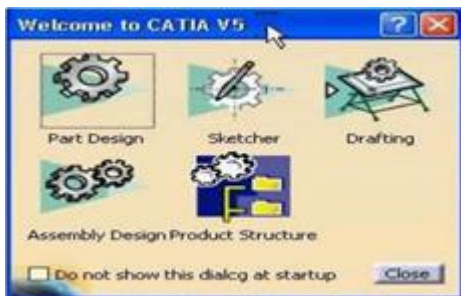 Welcome to CATIA V5
Part Design Sketcher Drafting
Assembly Design Product Structure
Do not show this dialog at startup Close